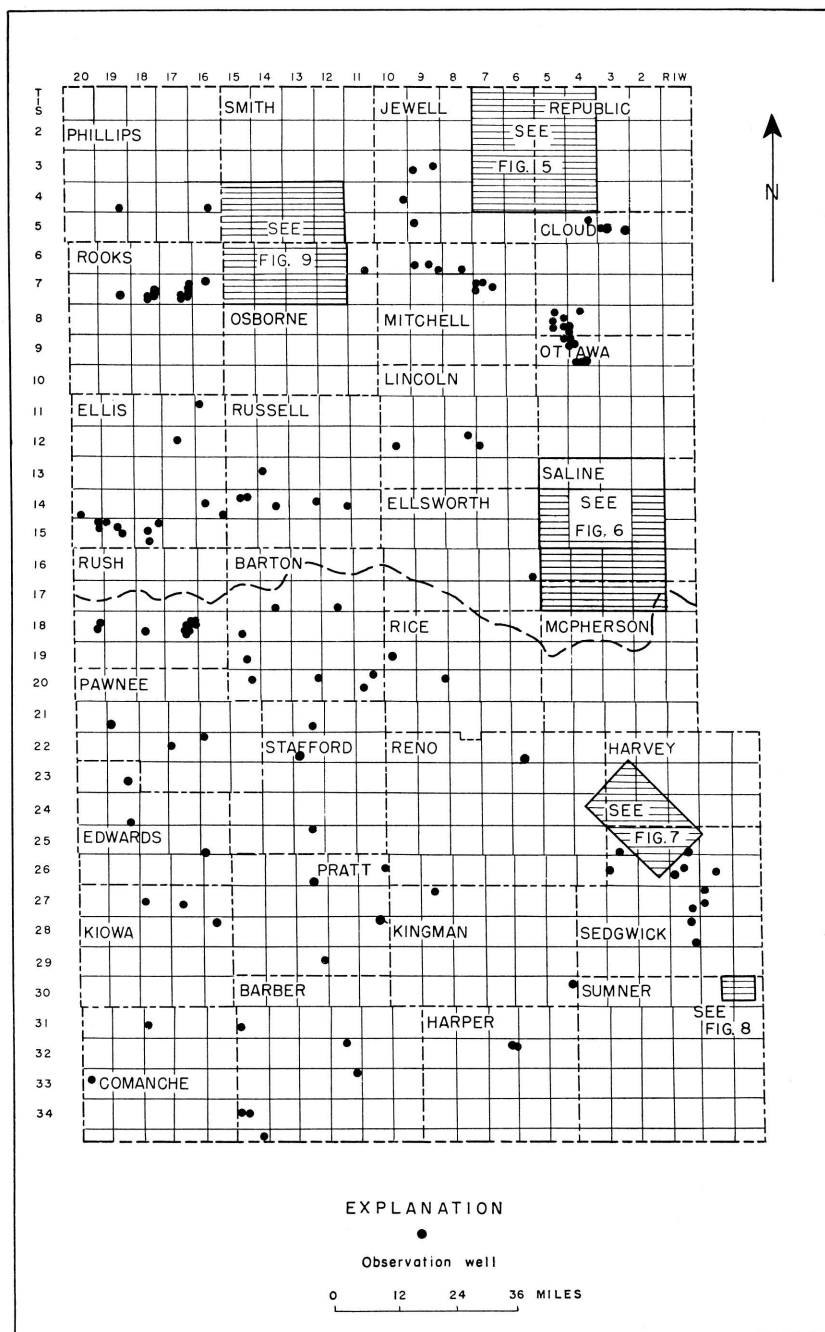 20 19 18 17 16 15 14 13 12 11 10 9 8 7 6 5 4 3 2 R I W
T I S
SMITH JEWELL REPUBLIC
2 PHILLIPS SEE
3 FIG. 5
4
5 SEE CLOUD
6 ROOKS FIG. 9
7
8 OSBORNE MITCHELL
9 OTTAWA
10 LINCOLN
11 ELLIS RUSSELL
12
13 SALINE
14 ELLSWORTH SEE
15 FIG. 6
16 RUSH BARTON
17
18 RICE MCPHERSON
19
20 PAWNEE
21
22 STAFFORD RENO HARVEY
23
24 SEE
25 EDWARDS FIG. 7
26 PRATT
27
28 KIOWA KINGMAN SEDGWICK
29
30 BARBER SUMNER
31 HARPER SEE
32 FIG. 8
33 COMANCHE
34
N
EXPLANATION
Observation well
0 12 24 36 MILES